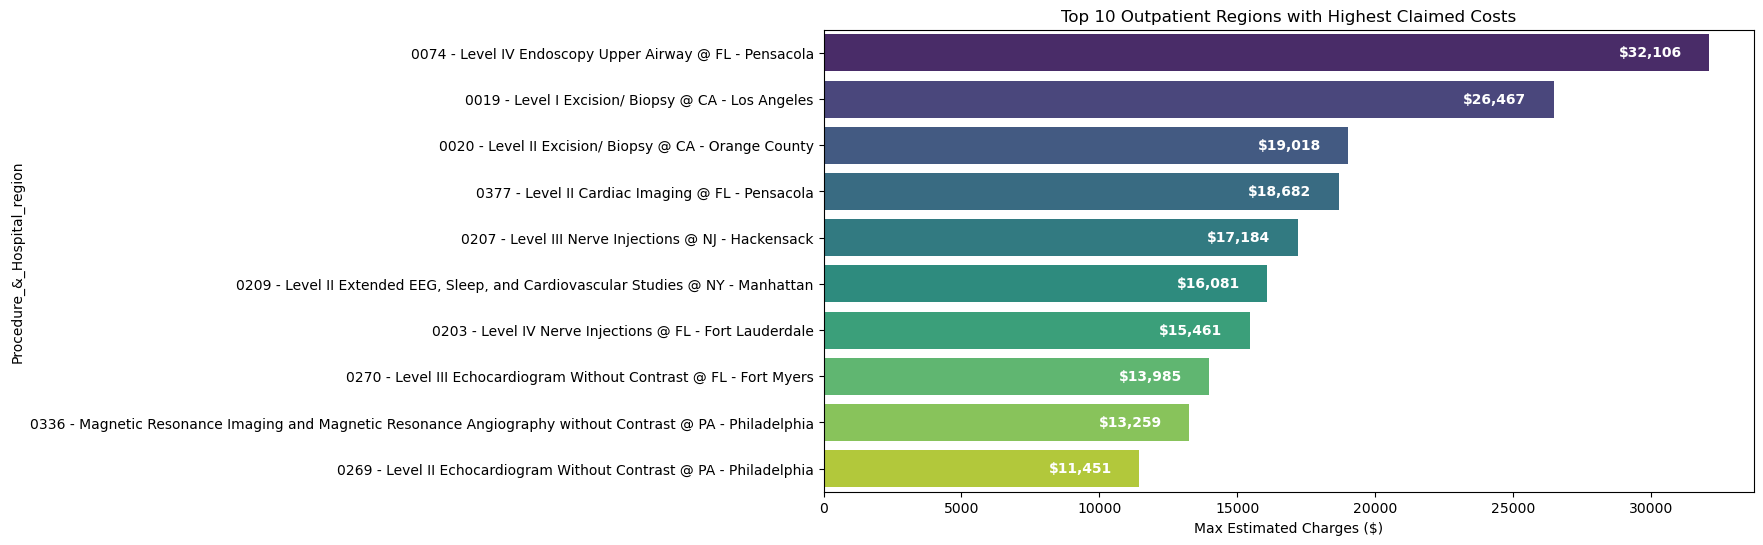 Top 10 Outpatient Regions with Highest Claimed Costs
Procedure_&_Hospital_region
0074 - Level IV Endoscopy Upper Airway @ FL - Pensacola
$32,106
0019 - Level I Excision/ Biopsy @ CA - Los Angeles
$26,467
0020 - Level II Excision/ Biopsy @ CA - Orange County
$19,018
0377 - Level II Cardiac Imaging @ FL - Pensacola
$18,682
0207 - Level III Nerve Injections @ NJ - Hackensack
$17,184
0209 - Level II Extended EEG, Sleep, and Cardiovascular Studies @ NY - Manhattan
$16,081
0203 - Level IV Nerve Injections @ FL - Fort Lauderdale
$15,461
0270 - Level III Echocardiogram Without Contrast @ FL - Fort Myers
$13,985
0336 - Magnetic Resonance Imaging and Magnetic Resonance Angiography without Contrast @ PA - Philadelphia
$13,259
0269 - Level II Echocardiogram Without Contrast @ PA - Philadelphia
$11,451
0 5000 10000 15000 20000 25000 30000
Max Estimated Charges ($)